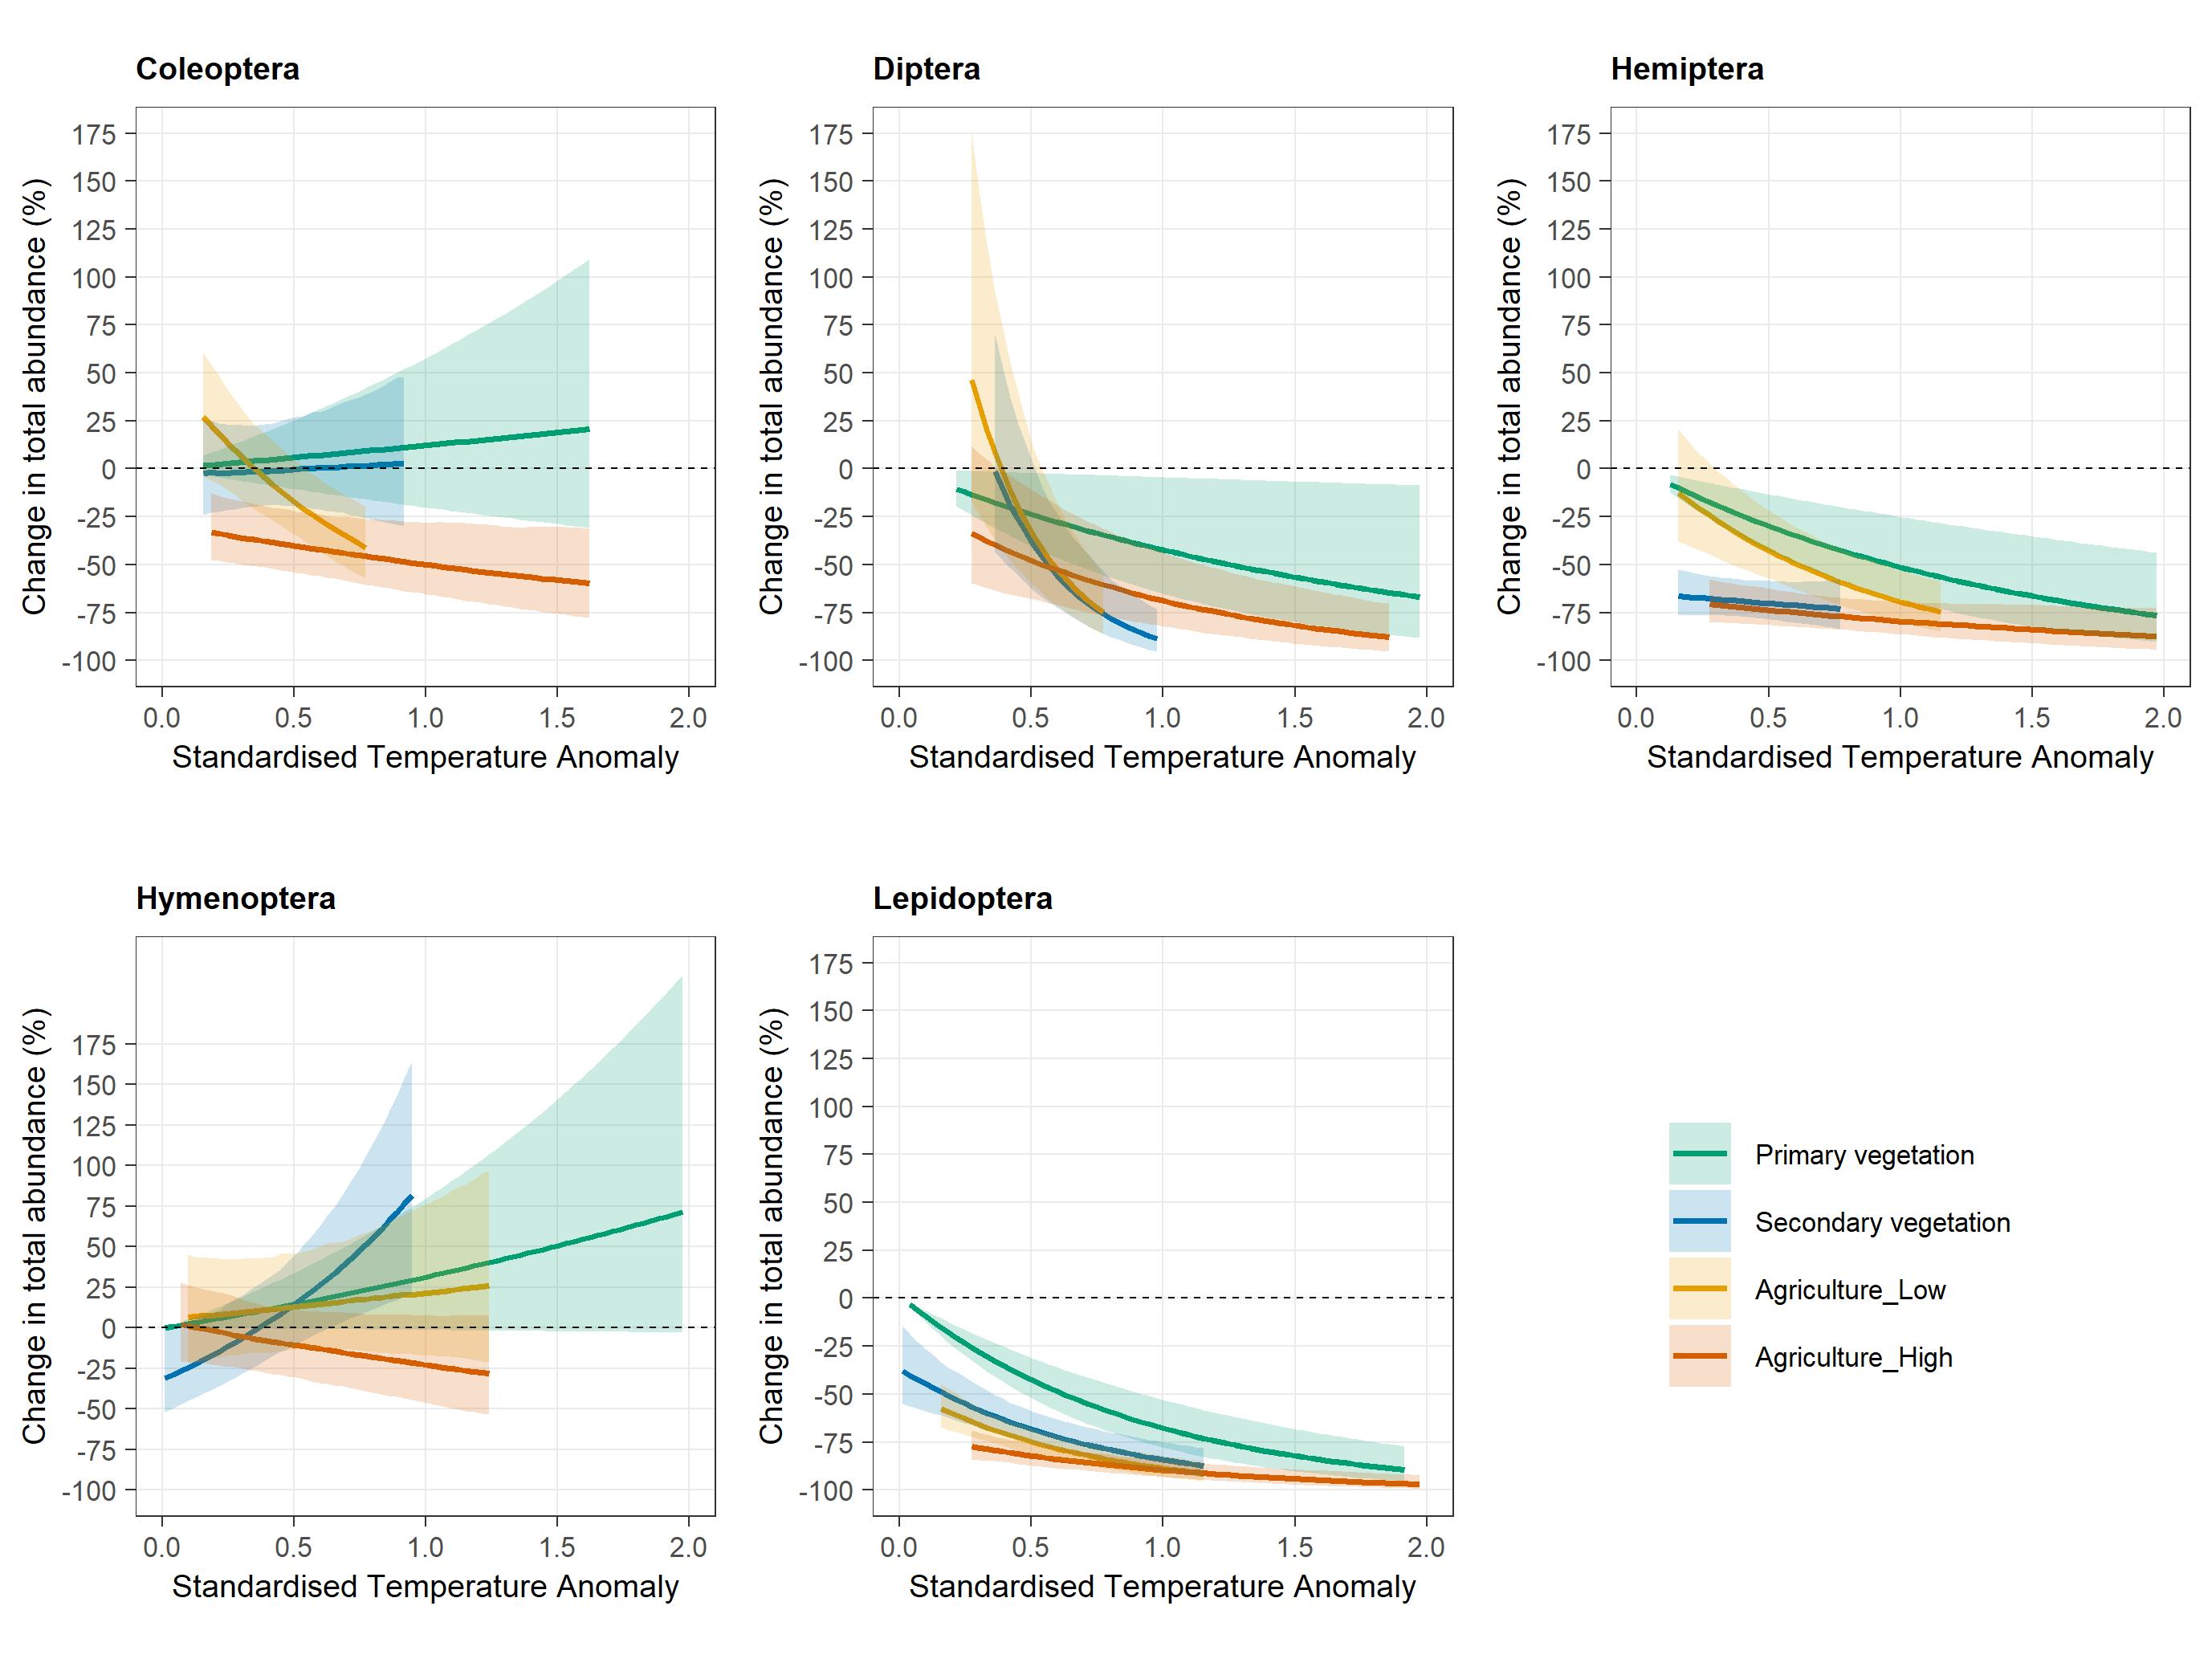 Coleoptera
Change in total abundance (%)
175
150
125
100
75
50
25
0
-25
-50
-75
-100
0.0 0.5 1.0 1.5 2.0
Standardised Temperature Anomaly
Diptera
Change in total abundance (%)
175
150
125
100
75
50
25
0
-25
-50
-75
-100
0.0 0.5 1.0 1.5 2.0
Standardised Temperature Anomaly
Hemiptera
Change in total abundance (%)
175
150
125
100
75
50
25
0
-25
-50
-75
-100
0.0 0.5 1.0 1.5 2.0
Standardised Temperature Anomaly
Hymenoptera
Change in total abundance (%)
175
150
125
100
75
50
25
0
-25
-50
-75
-100
0.0 0.5 1.0 1.5 2.0
Standardised Temperature Anomaly
Lepidoptera
Change in total abundance (%)
175
150
125
100
75
50
25
0
-25
-50
-75
-100
0.0 0.5 1.0 1.5 2.0
Standardised Temperature Anomaly
Primary vegetation
Secondary vegetation
Agriculture_Low
Agriculture_High